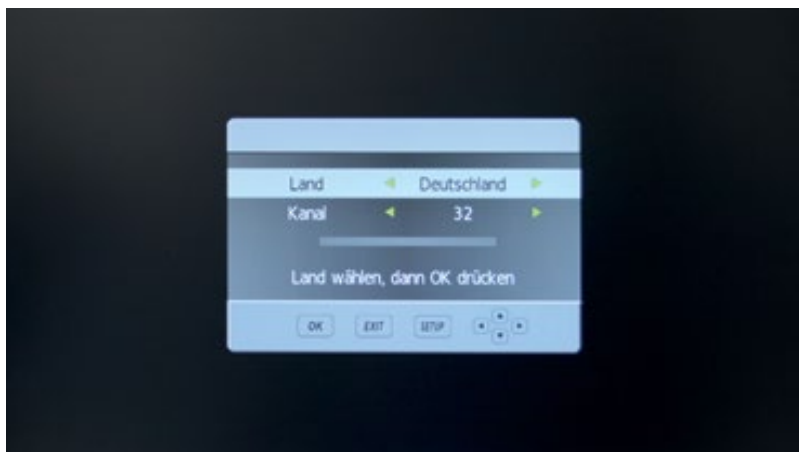 Land Deutschland
Kanal 32
Land wählen, dann OK drücken
OK EXIT SETUP